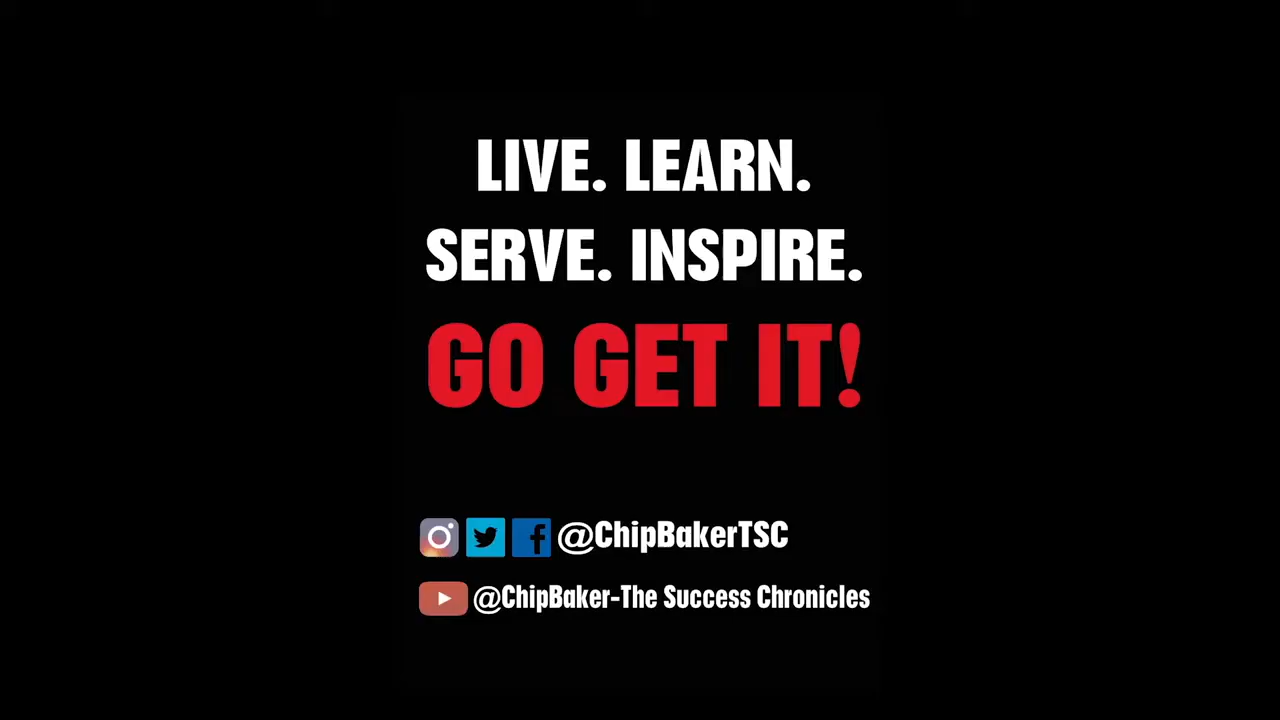 LIVE. LEARN.
SERVE. INSPIRE.
GO GET IT!
@ChipBakerTSC
@ChipBaker-The Success Chronicles